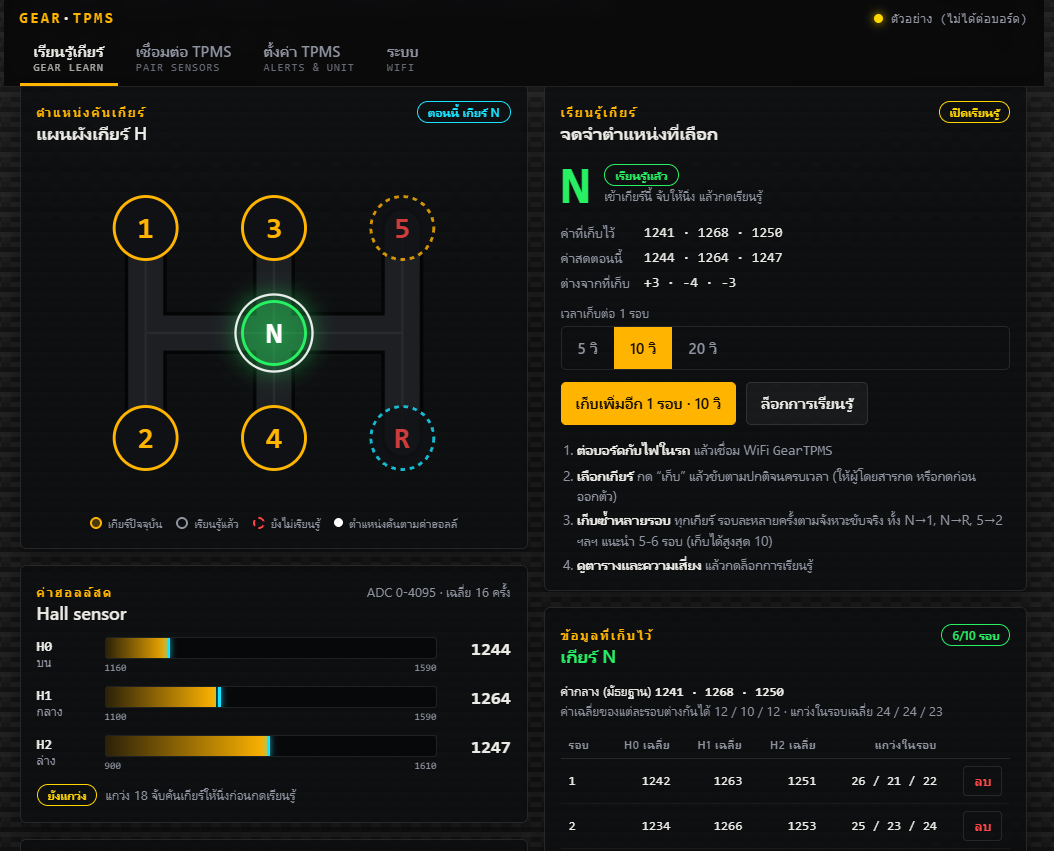 GEAR·TPMS
ตัวอย่าง (ไม่ได้ต่อบอร์ด)
เรียนรู้เกียร์
GEAR LEARN
เชื่อมต่อ TPMS
PAIR SENSORS
ตั้งค่า TPMS
ALERTS & UNIT
ระบบ
WIFI
ตำแหน่งคันเกียร์
ตอนนี้ เกียร์ N
แผนผังเกียร์ H
1
3
5
N
2
4
R
เกียร์ปัจจุบัน
เรียนรู้แล้ว
ยังไม่เรียนรู้
ตำแหน่งคันตามค่าฮอลล์
ค่าฮอลล์สด
ADC 0-4095 · เฉลี่ย 16 ครั้ง
Hall sensor
H0
บน
1160
1590
1244
H1
กลาง
1100
1590
1264
H2
ล่าง
900
1610
1247
ยังแกว่ง
แกว่ง 18 จับคันเกียร์ให้นิ่งก่อนกดเรียนรู้
เรียนรู้เกียร์
เปิดเรียนรู้
จดจำตำแหน่งที่เลือก
N
เรียนรู้แล้ว
เข้าเกียร์นี้ จับให้นิ่ง แล้วกดเรียนรู้
ค่าที่เก็บไว้ 1241 · 1268 · 1250
ค่าสดตอนนี้ 1244 · 1264 · 1247
ต่างจากที่เก็บ +3 · -4 · -3
เวลาเก็บต่อ 1 รอบ
5 วิ
10 วิ
20 วิ
เก็บเพิ่มอีก 1 รอบ · 10 วิ
ล็อกการเรียนรู้
1. ต่อบอร์ดกับไฟในรถ แล้วเชื่อม WiFi GearTPMS
2. เลือกเกียร์ กด "เก็บ" แล้วขับตามปกติจนครบเวลา (ให้ผู้โดยสารกด หรือกดก่อน
ออกตัว)
3. เก็บซ้ำหลายรอบ ทุกเกียร์ รอบละหลายครั้งตามจังหวะขับจริง ทั้ง N→1, N→R, 5→2
ฯลฯ แนะนำ 5-6 รอบ (เก็บได้สูงสุด 10)
4. ดูตารางและความเสี่ยง แล้วกดล็อกการเรียนรู้
ข้อมูลที่เก็บไว้
6/10 รอบ
เกียร์ N
ค่ากลาง (มัธยฐาน) 1241 · 1268 · 1250
ค่าเฉลี่ยของแต่ละรอบต่างกันได้ 12 / 10 / 12 · แกว่งในรอบเฉลี่ย 24 / 24 / 23
รอบ H0 เฉลี่ย H1 เฉลี่ย H2 เฉลี่ย แกว่งในรอบ
1 1242 1263 1251 26 / 21 / 22 ลบ
2 1234 1266 1253 25 / 23 / 24 ลบ